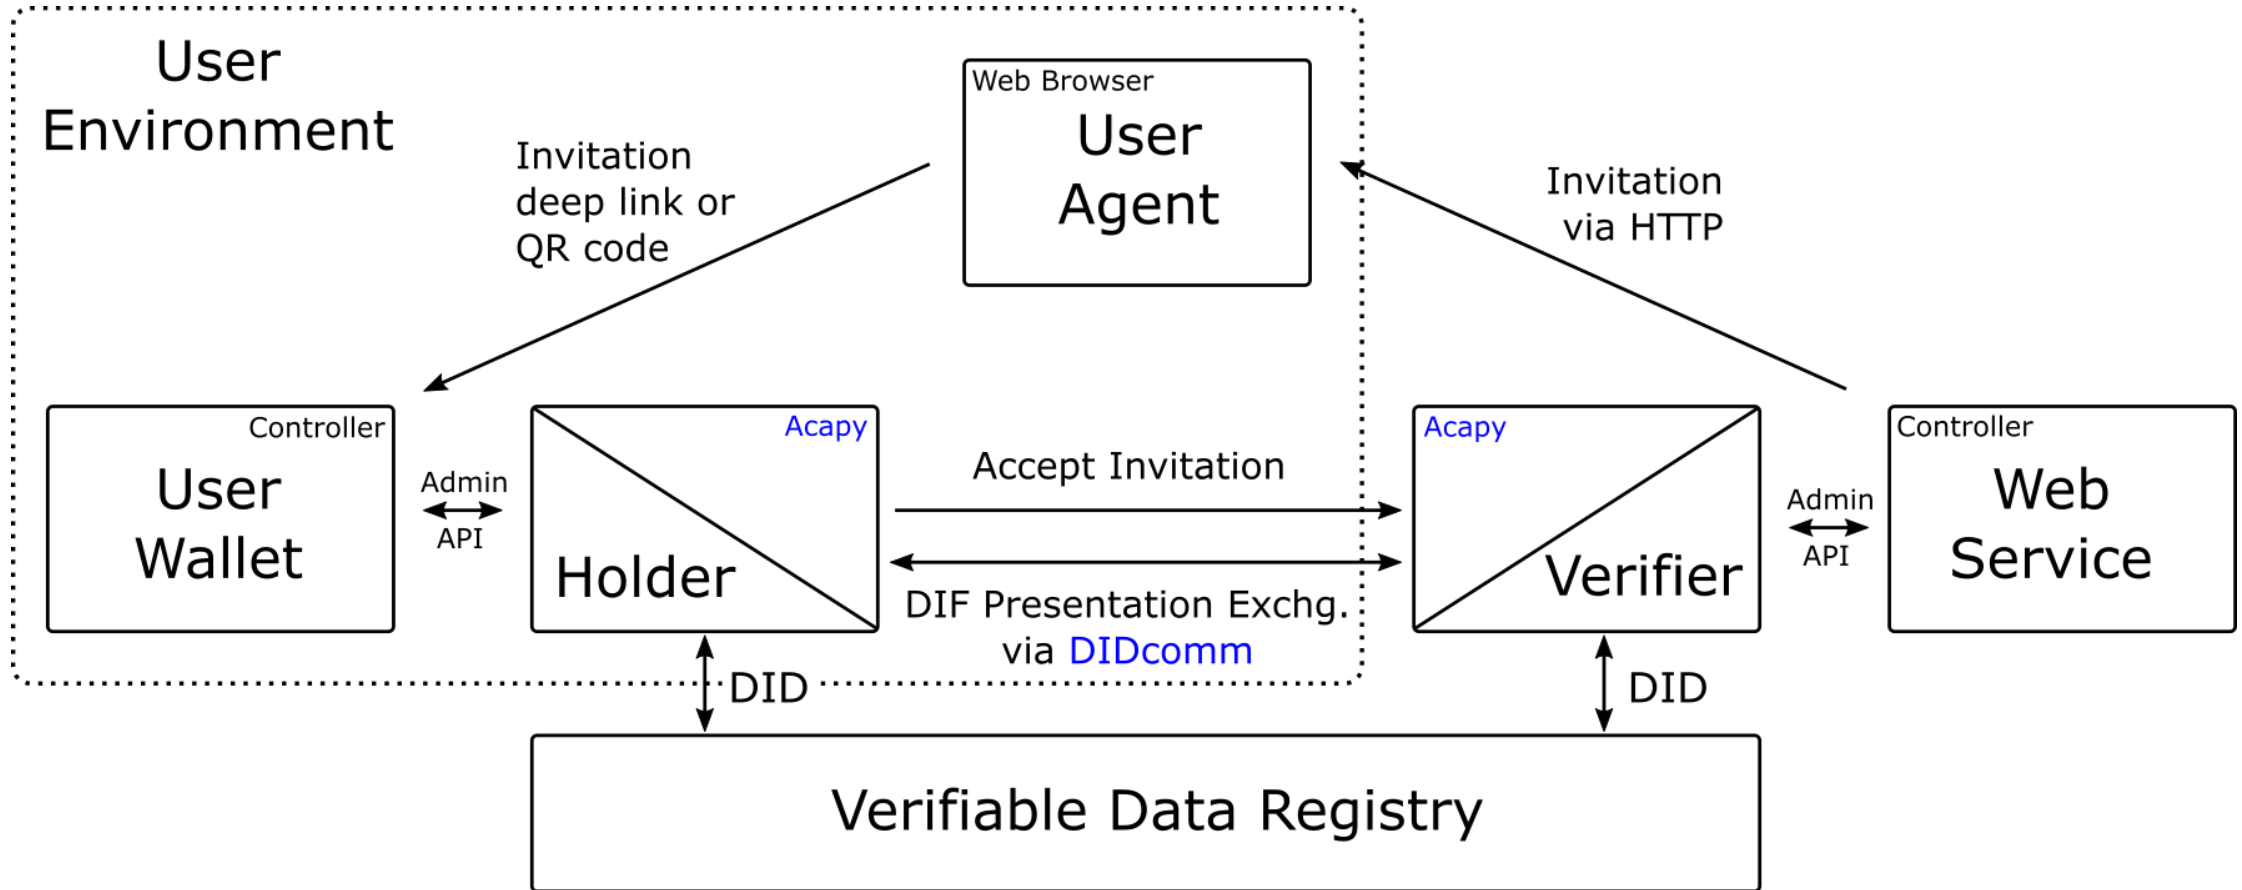 User
Environment
Web Browser
User
Agent
Invitation
deep link or
QR code
Invitation
via HTTP
Controller
User
Wallet
Admin
API
Acapy
Holder
Accept Invitation
DIF Presentation Exchg.
via DIDcomm
Acapy
Verifier
Admin
API
Controller
Web
Service
DID
DID
Verifiable Data Registry